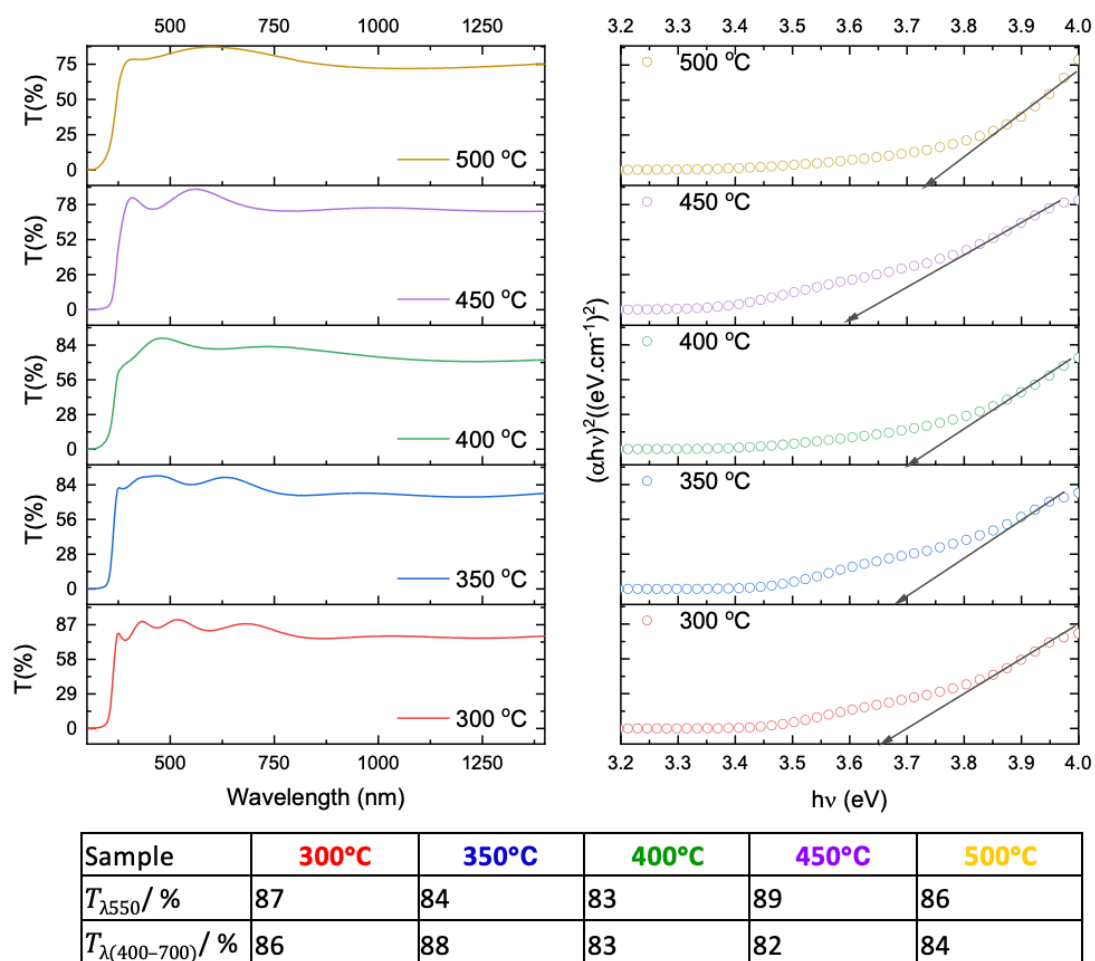 500 750 1000 1250
3.2 3.3 3.4 3.5 3.6 3.7 3.8 3.9 4.0
T(%)
75
50
25
0
500 °C
500 °C
T(%)
78
52
26
0
450 °C
450 °C
T(%)
84
56
28
0
400 °C
400 °C
(αhν)²((eV.cm⁻¹)²)
T(%)
84
56
28
0
350 °C
350 °C
T(%)
87
58
29
0
300 °C
300 °C
500 750 1000 1250
Wavelength (nm)
3.2 3.3 3.4 3.5 3.6 3.7 3.8 3.9 4.0
hν (eV)
Sample 300°C 350°C 400°C 450°C 500°C
Tλ550/ % 87 84 83 89 86
Tλ(400–700)/ % 86 88 83 82 84